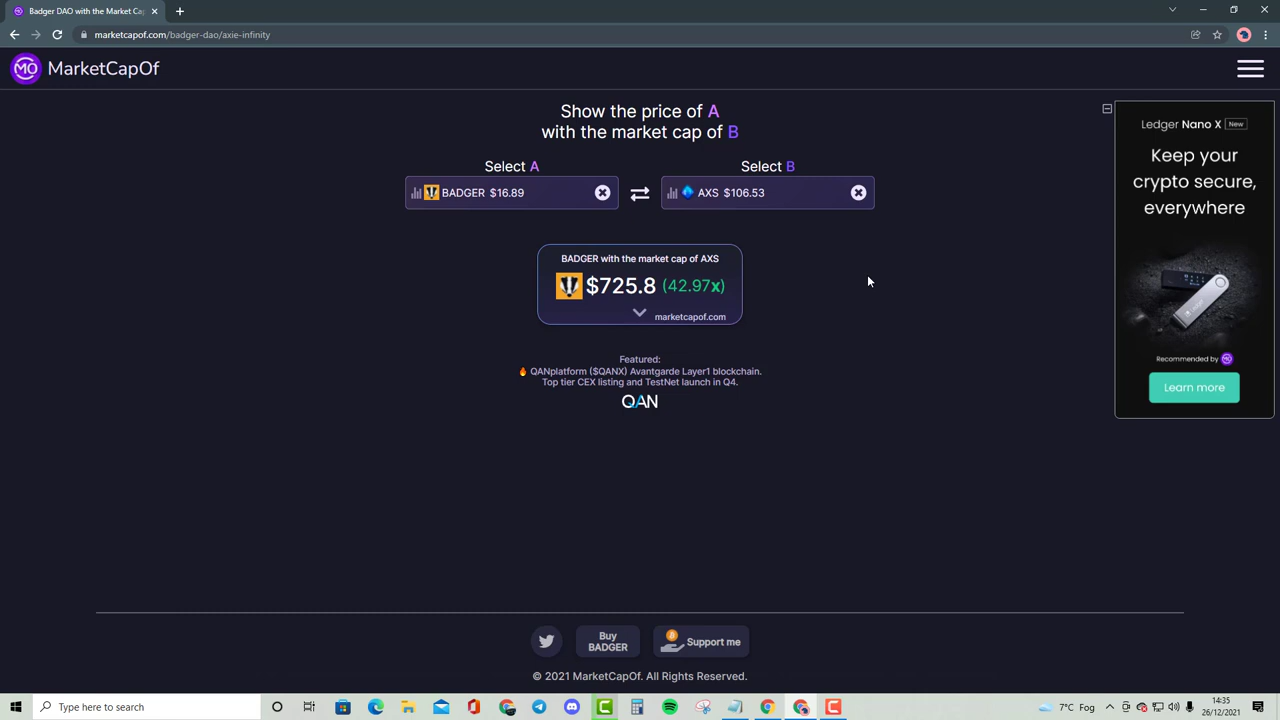 Badger DAO with the Market Ca
marketcapof.com/badger-dao/axie-infinity
MO MarketCapOf
Show the price of A
with the market cap of B
Select A
Select B
BADGER $16.89
AXS $106.53
BADGER with the market cap of AXS
$725.8 (42.97x)
marketcapof.com
Featured:
🔥 QANplatform ($QANX) Avantgarde Layer1 blockchain.
Top tier CEX listing and TestNet launch in Q4.
QAN
Ledger Nano X New
Keep your
crypto secure,
everywhere
Recommended by MO
Learn more
Buy
BADGER
Support me
© 2021 MarketCapOf. All Rights Reserved.
Type here to search
7°C Fog
14:35
26/12/2021